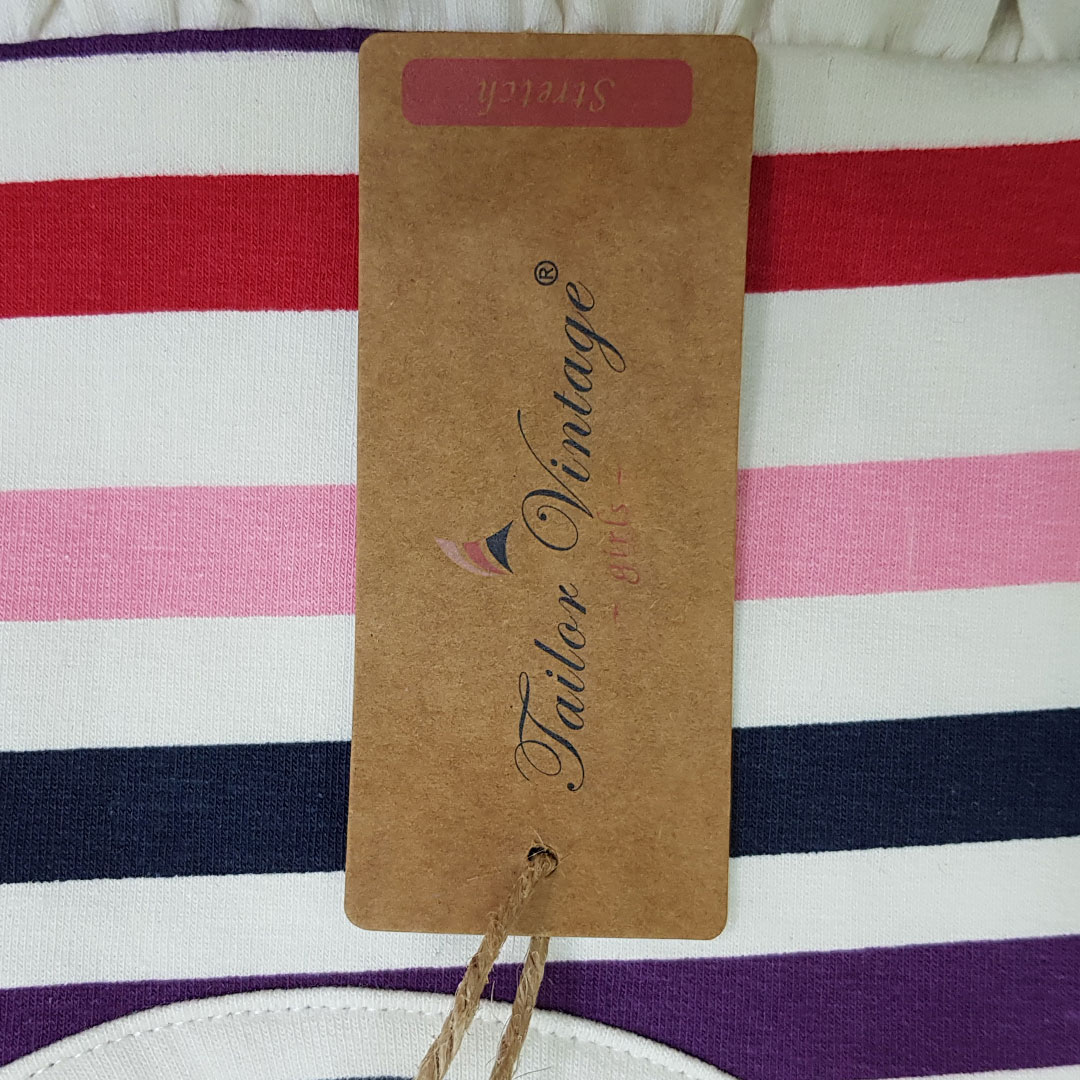 Stretch
Tailor Vintage®
- girls -